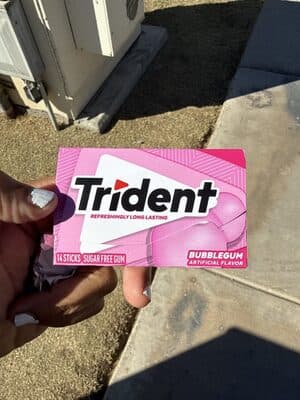 Trident
REFRESHINGLY LONG LASTING
14 STICKS SUGAR FREE GUM
BUBBLEGUM
ARTIFICIAL FLAVOR